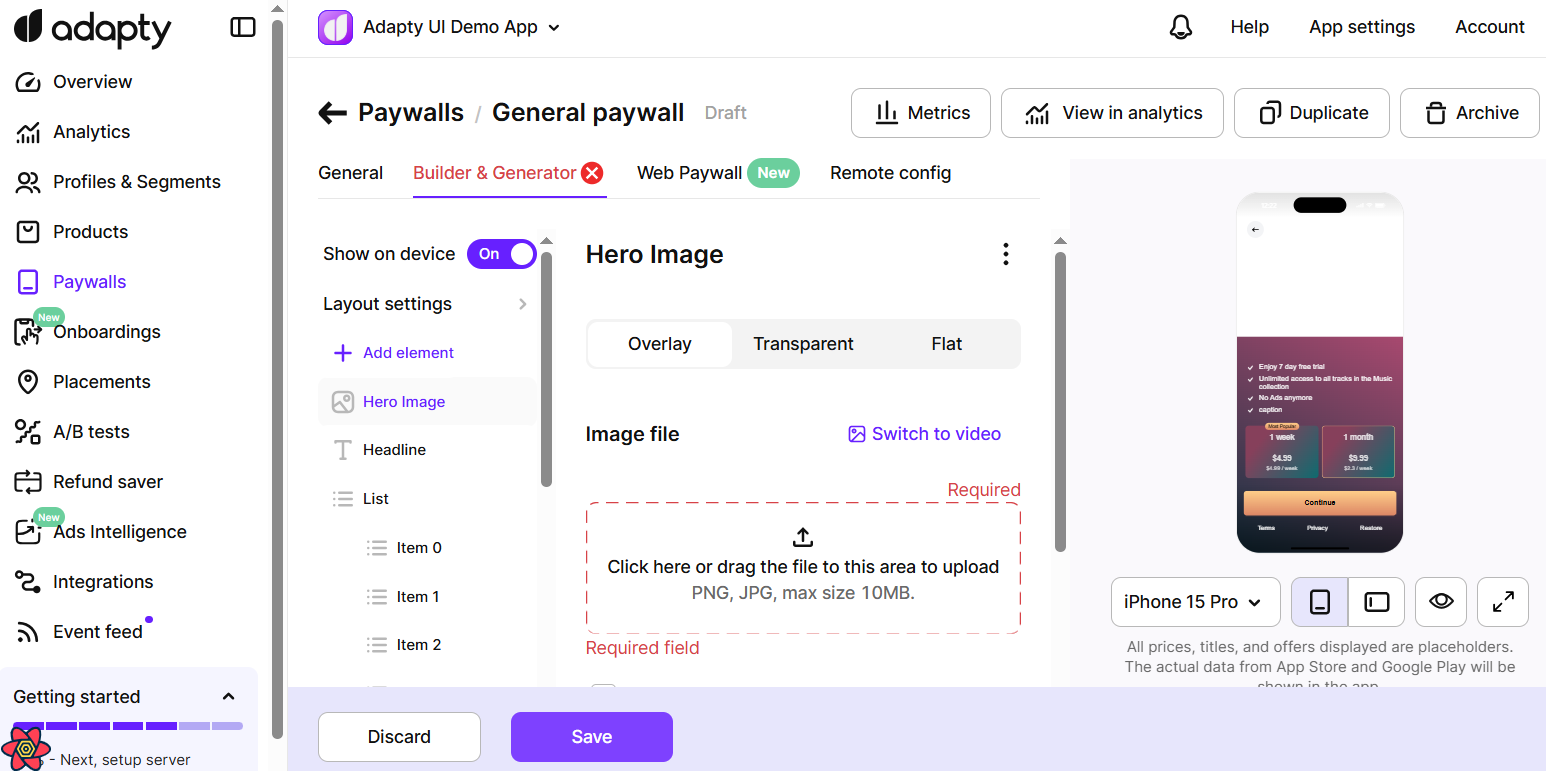 adapty
Adapty UI Demo App
Help
App settings
Account
Overview
Analytics
Profiles & Segments
Products
Paywalls
New
Onboardings
Placements
A/B tests
Refund saver
New
Ads Intelligence
Integrations
Event feed
Getting started
- Next, setup server
Paywalls / General paywall Draft
Metrics
View in analytics
Duplicate
Archive
General
Builder & Generator
Web Paywall New
Remote config
Show on device On
Layout settings
Add element
Hero Image
Headline
List
Item 0
Item 1
Item 2
Hero Image
Overlay
Transparent
Flat
Image file
Switch to video
Required
Click here or drag the file to this area to upload
PNG, JPG, max size 10MB.
Required field
Discard
Save
Enjoy 7 day free trial
Unlimited access to all tracks in the Music
collection
No Ads anymore
caption
Most Popular
1 week
$4.99
$4.99 / week
1 month
$9.99
$2.3 / week
Continue
Terms
Privacy
Restore
iPhone 15 Pro
All prices, titles, and offers displayed are placeholders.
The actual data from App Store and Google Play will be
shown in the app.